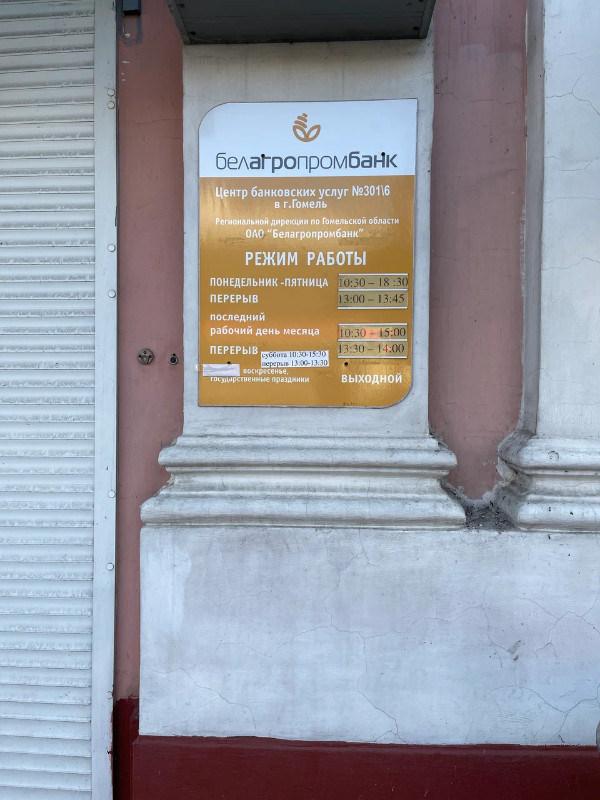 белагропромбанк
Центр банковских услуг №301\6
в г.Гомель
Региональной дирекции по Гомельской области
ОАО "Белагропромбанк"
РЕЖИМ РАБОТЫ
ПОНЕДЕЛЬНИК -ПЯТНИЦА 10:30 – 18 :30
ПЕРЕРЫВ 13:00 – 13:45
последний
рабочий день месяца 10:30 – 15:00
ПЕРЕРЫВ 13:30 – 14:00
суббота 10:30-15:30
перерыв 13:00-13:30
воскресенье,
государственные праздники ВЫХОДНОЙ